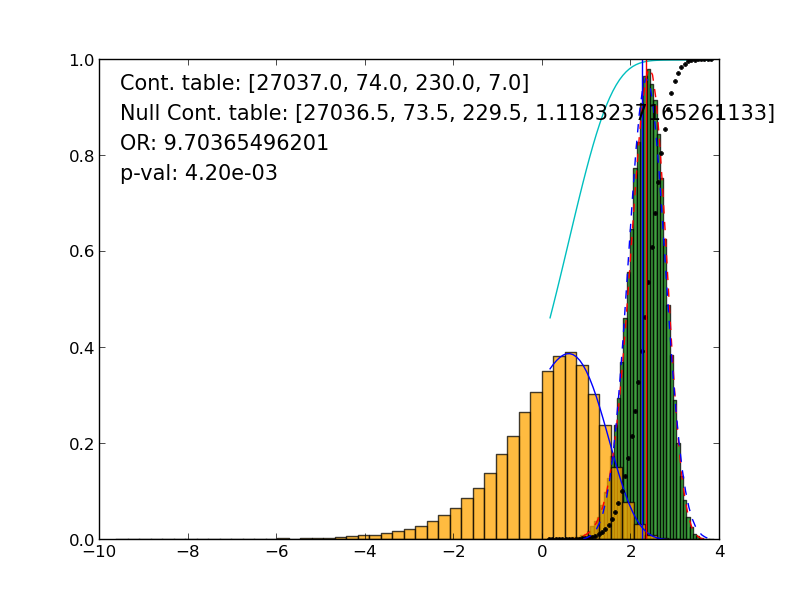 1.0
0.8
0.6
0.4
0.2
0.0
Cont. table: [27037.0, 74.0, 230.0, 7.0]
Null Cont. table: [27036.5, 73.5, 229.5, 1.1183237165261133]
OR: 9.70365496201
p-val: 4.20e-03
−10 −8 −6 −4 −2 0 2 4